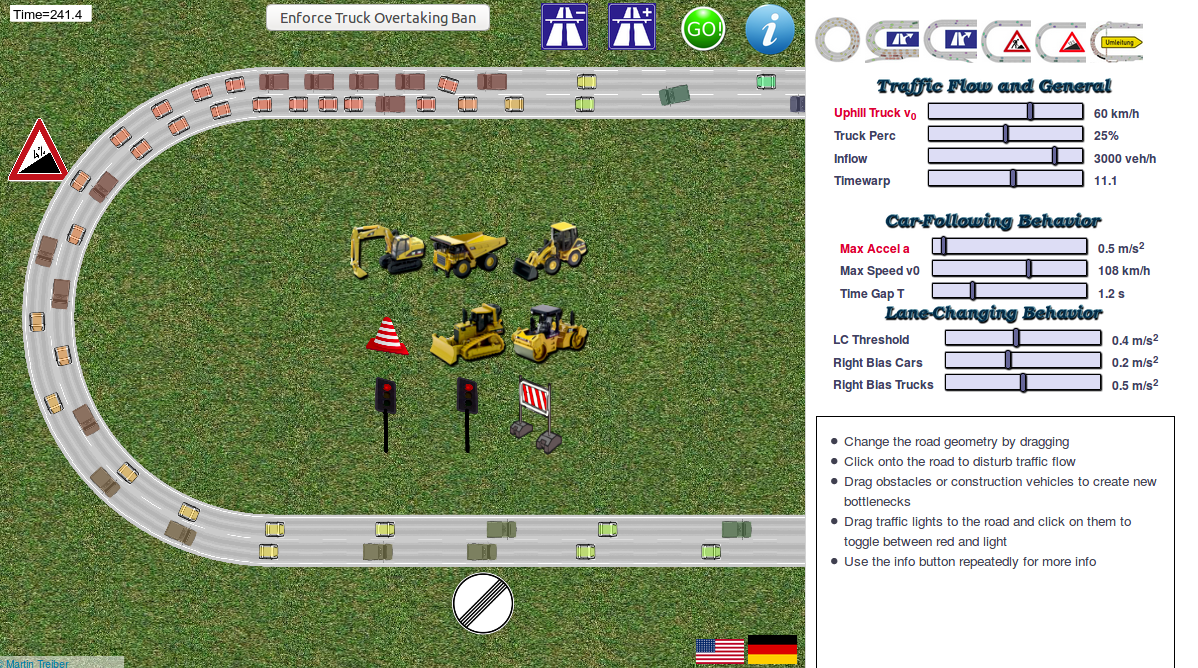 Time=241.4
Enforce Truck Overtaking Ban
GO!
i
Umleitung
Traffic Flow and General
Uphill Truck v0 60 km/h
Truck Perc 25%
Inflow 3000 veh/h
Timewarp 11.1
Car-Following Behavior
Max Accel a 0.5 m/s2
Max Speed v0 108 km/h
Time Gap T 1.2 s
Lane-Changing Behavior
LC Threshold 0.4 m/s2
Right Bias Cars 0.2 m/s2
Right Bias Trucks 0.5 m/s2
● Change the road geometry by dragging
● Click onto the road to disturb traffic flow
● Drag obstacles or construction vehicles to create new
bottlenecks
● Drag traffic lights to the road and click on them to
toggle between red and light
● Use the info button repeatedly for more info
© Martin Treiber